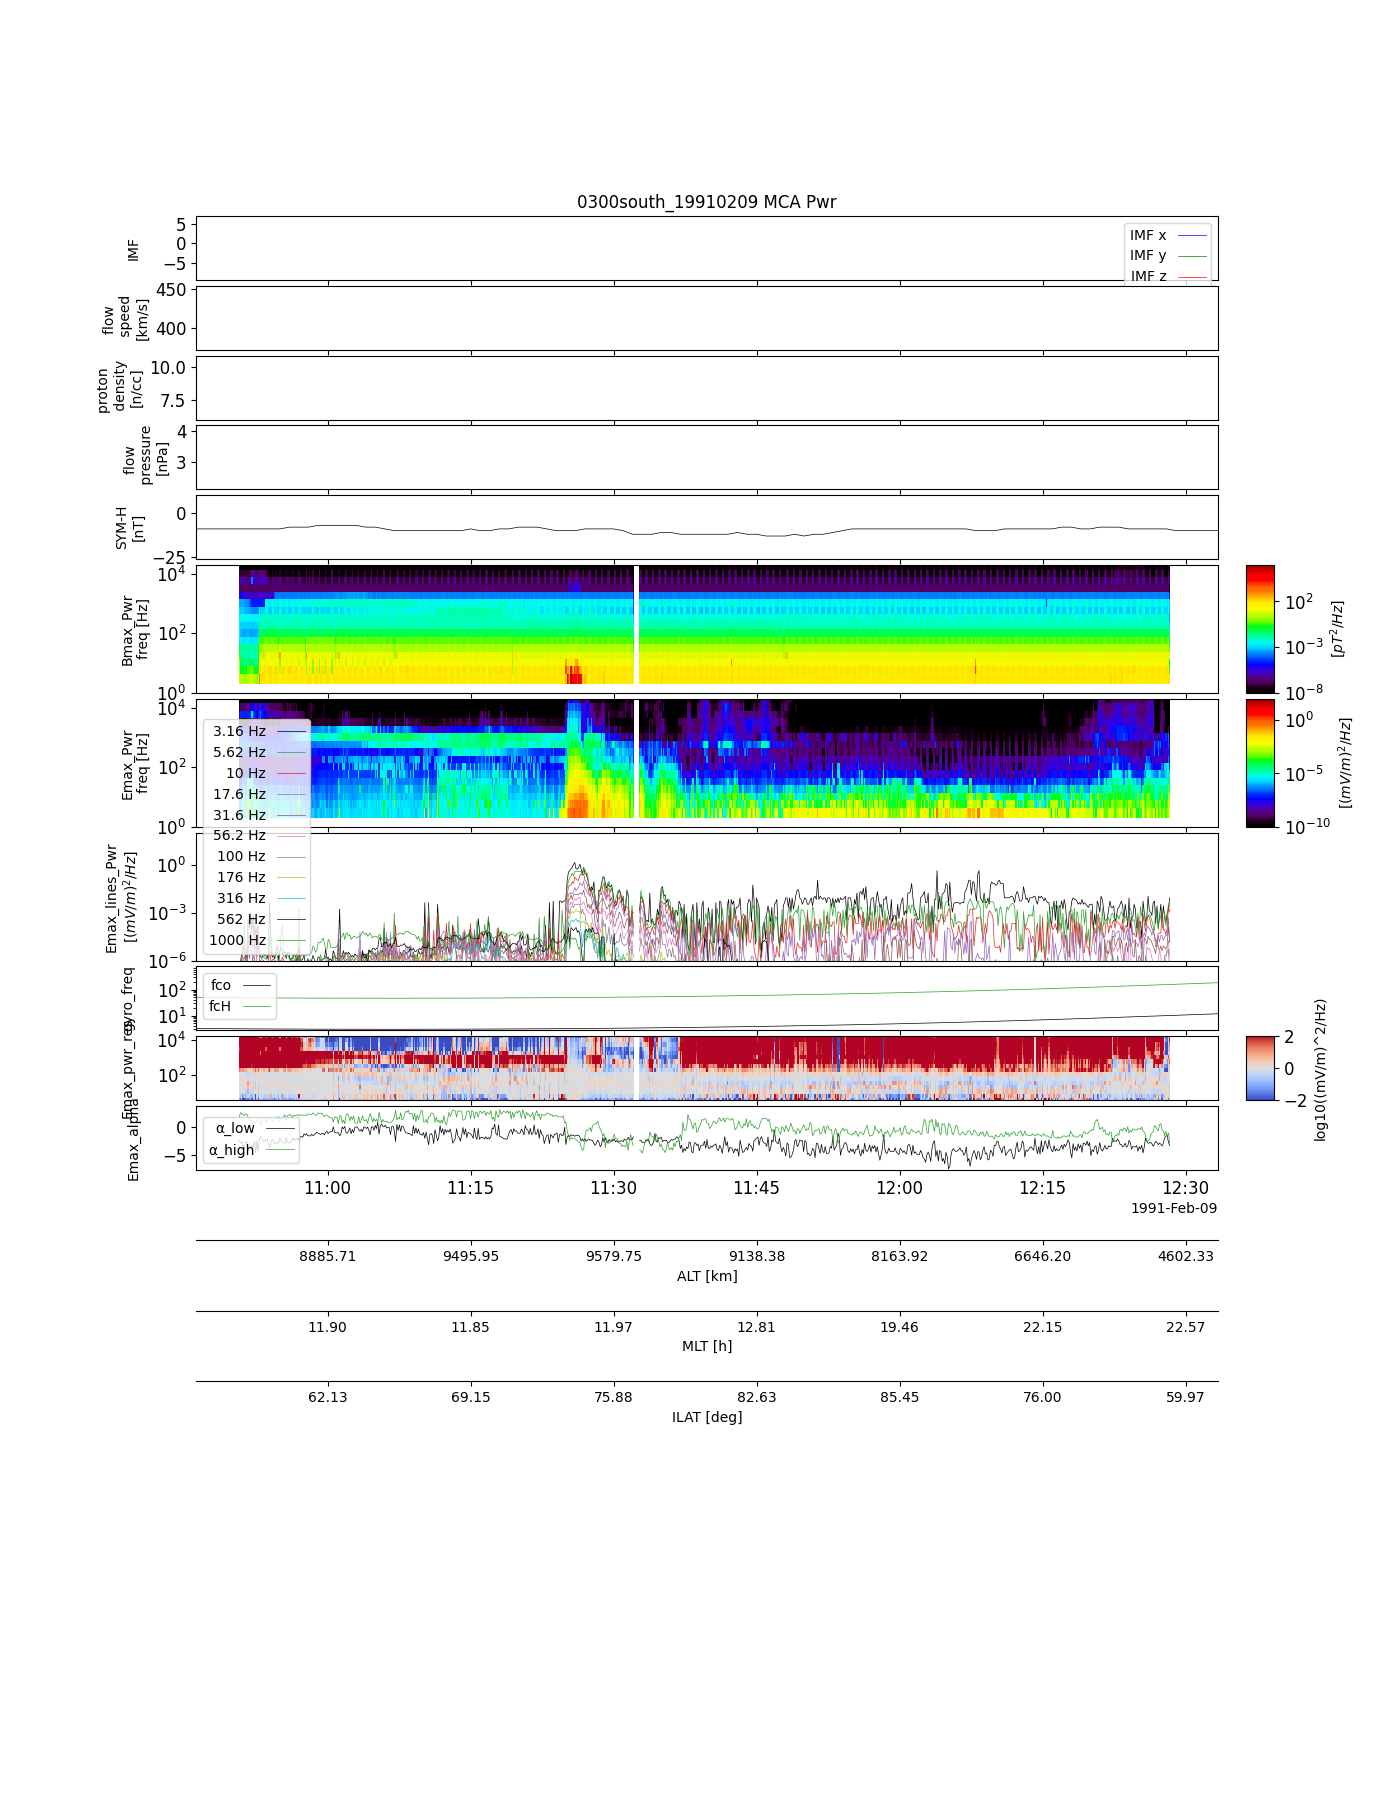 0300south_19910209 MCA Pwr
IMF
5
0
−5
IMF x
IMF y
IMF z
flow
speed
[km/s]
450
400
proton
density
[n/cc]
10.0
7.5
flow
pressure
[nPa]
4
3
SYM-H
[nT]
0
−25
Bmax_Pwr
freq [Hz]
10^4
10^2
10^0
10^2
10^-3
10^-8
[pT^2/Hz]
Emax_Pwr
freq [Hz]
10^4
10^2
10^0
10^0
10^-5
10^-10
[(mV/m)^2/Hz]
3.16 Hz
5.62 Hz
10 Hz
17.6 Hz
31.6 Hz
56.2 Hz
100 Hz
176 Hz
316 Hz
562 Hz
1000 Hz
Emax_lines_Pwr
[(mV/m)^2/Hz]
10^0
10^-3
10^-6
gyro_freq
10^2
10^1
fco
fcH
Emax_pwr_reg
10^4
10^2
2
0
−2
log10((mV/m)^2/Hz)
Emax_alpha
0
−5
α_low
α_high
11:00 11:15 11:30 11:45 12:00 12:15 12:30
1991-Feb-09
8885.71 9495.95 9579.75 9138.38 8163.92 6646.20 4602.33
ALT [km]
11.90 11.85 11.97 12.81 19.46 22.15 22.57
MLT [h]
62.13 69.15 75.88 82.63 85.45 76.00 59.97
ILAT [deg]